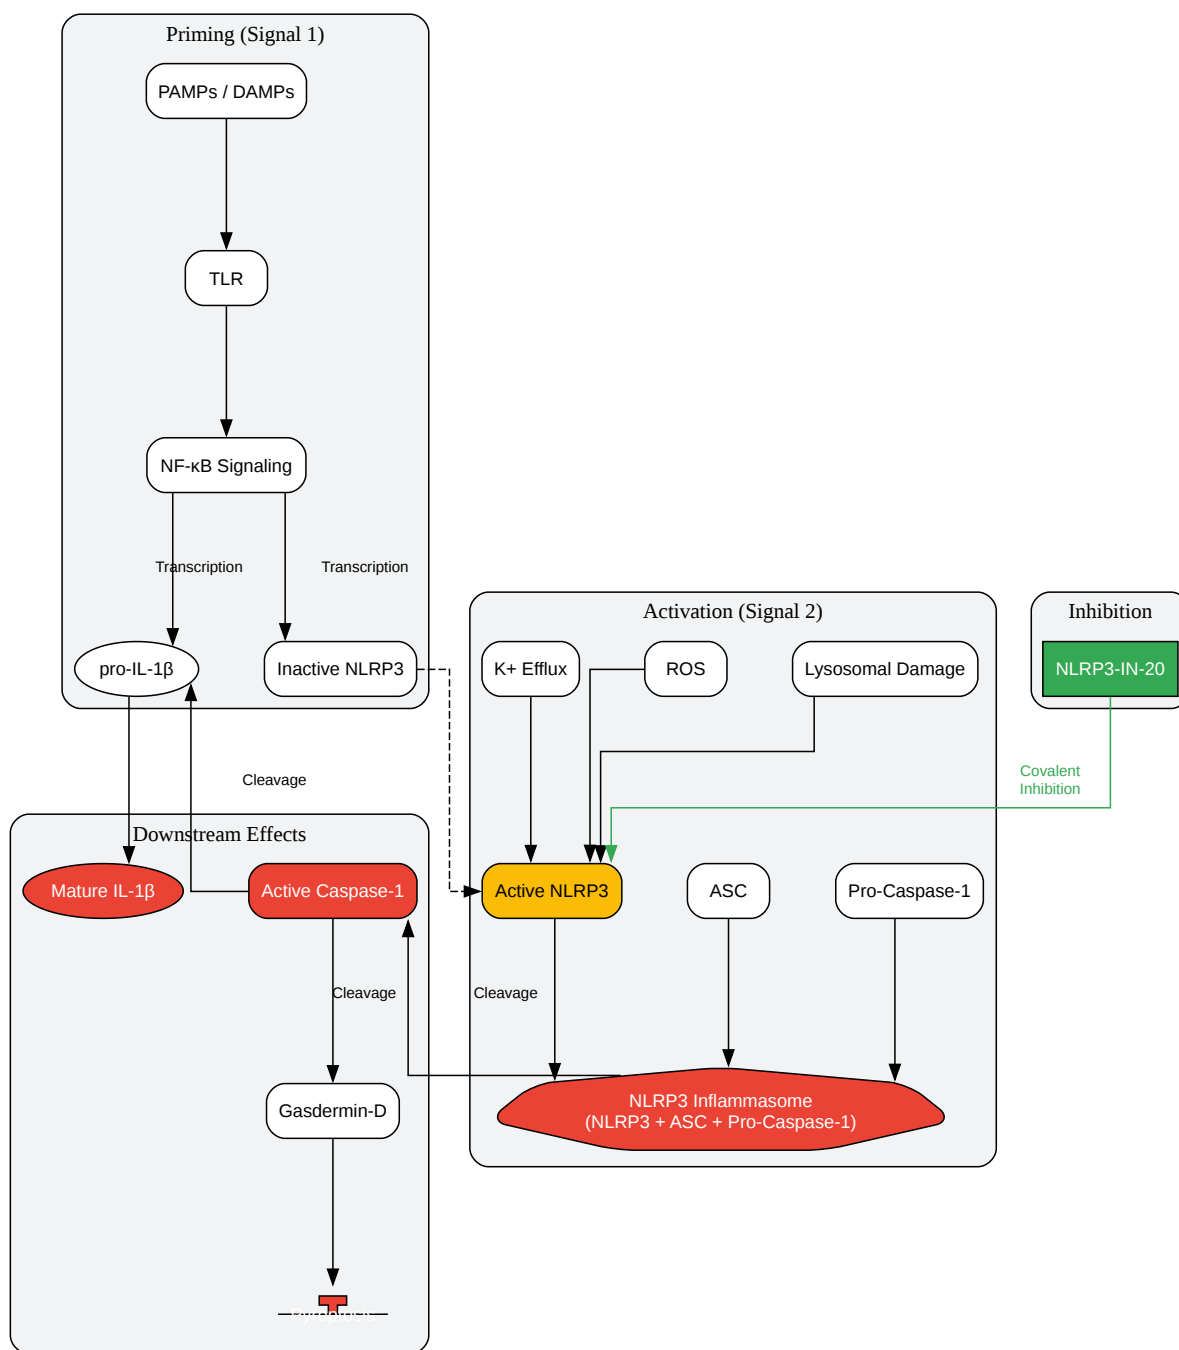 Priming (Signal 1)
PAMPs / DAMPs
TLR
NF-κB Signaling
Transcription
Transcription
pro-IL-1β
Inactive NLRP3
Activation (Signal 2)
K+ Efflux
ROS
Lysosomal Damage
Inhibition
NLRP3-IN-20
Covalent
Inhibition
Cleavage
Downstream Effects
Mature IL-1β
Active Caspase-1
Active NLRP3
ASC
Pro-Caspase-1
Cleavage
Cleavage
Gasdermin-D
NLRP3 Inflammasome
(NLRP3 + ASC + Pro-Caspase-1)
Pyroptosis